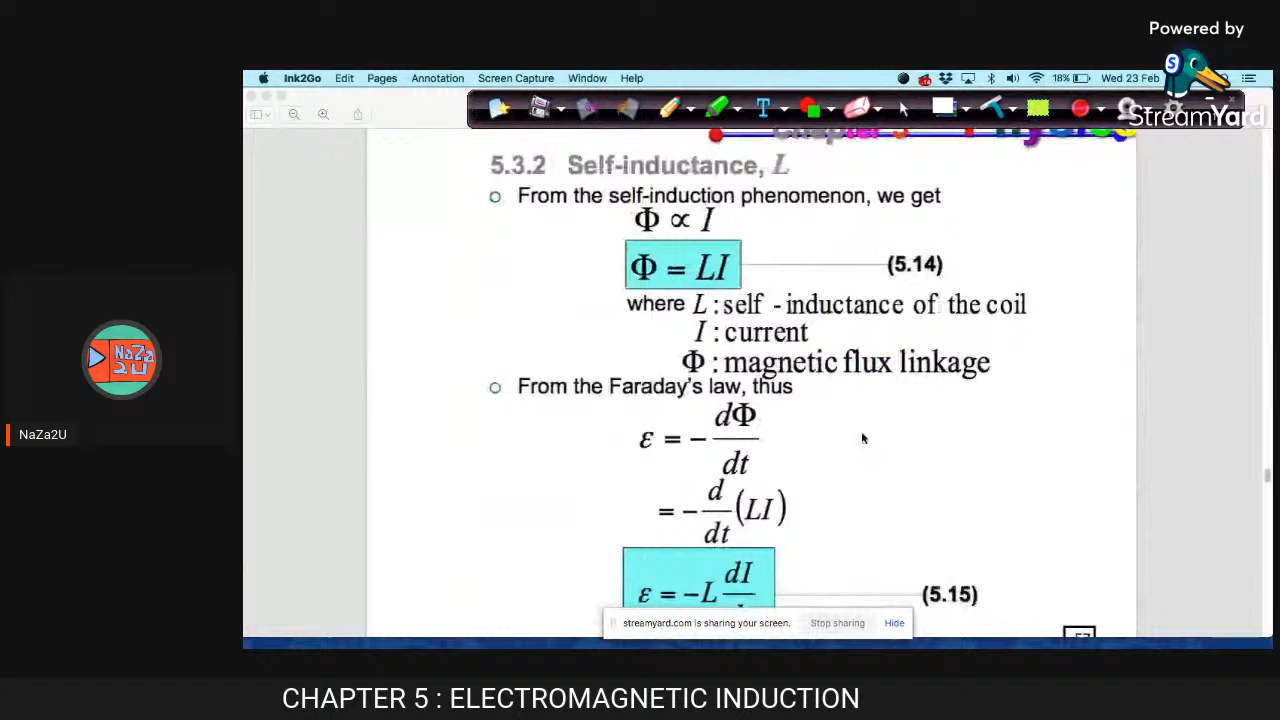 Powered by
StreamYard
Ink2Go Edit Pages Annotation Screen Capture Window Help 18% Wed 23 Feb
5.3.2 Self-inductance, L
From the self-induction phenomenon, we get
Φ ∝ I
Φ = LI (5.14)
where L : self - inductance of the coil
I : current
Φ : magnetic flux linkage
From the Faraday's law, thus
ε = − dΦ/dt
= − d/dt (LI)
ε = −L dI (5.15)
streamyard.com is sharing your screen. Stop sharing Hide
NaZa
2U
NaZa2U
CHAPTER 5 : ELECTROMAGNETIC INDUCTION